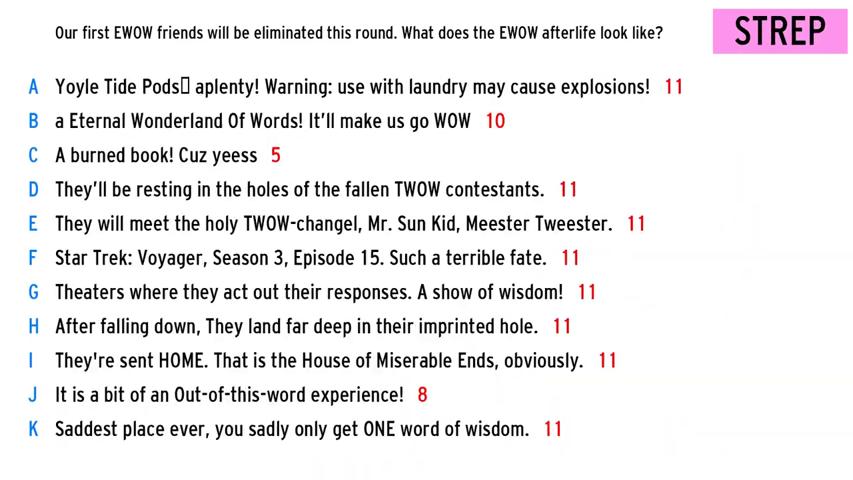 Our first EWOW friends will be eliminated this round. What does the EWOW afterlife look like?
STREP
A Yoyle Tide Pods▯ aplenty! Warning: use with laundry may cause explosions! 11
B a Eternal Wonderland Of Words! It’ll make us go WOW 10
C A burned book! Cuz yeess 5
D They’ll be resting in the holes of the fallen TWOW contestants. 11
E They will meet the holy TWOW-changel, Mr. Sun Kid, Meester Tweester. 11
F Star Trek: Voyager, Season 3, Episode 15. Such a terrible fate. 11
G Theaters where they act out their responses. A show of wisdom! 11
H After falling down, They land far deep in their imprinted hole. 11
I They're sent HOME. That is the House of Miserable Ends, obviously. 11
J It is a bit of an Out-of-this-word experience! 8
K Saddest place ever, you sadly only get ONE word of wisdom. 11